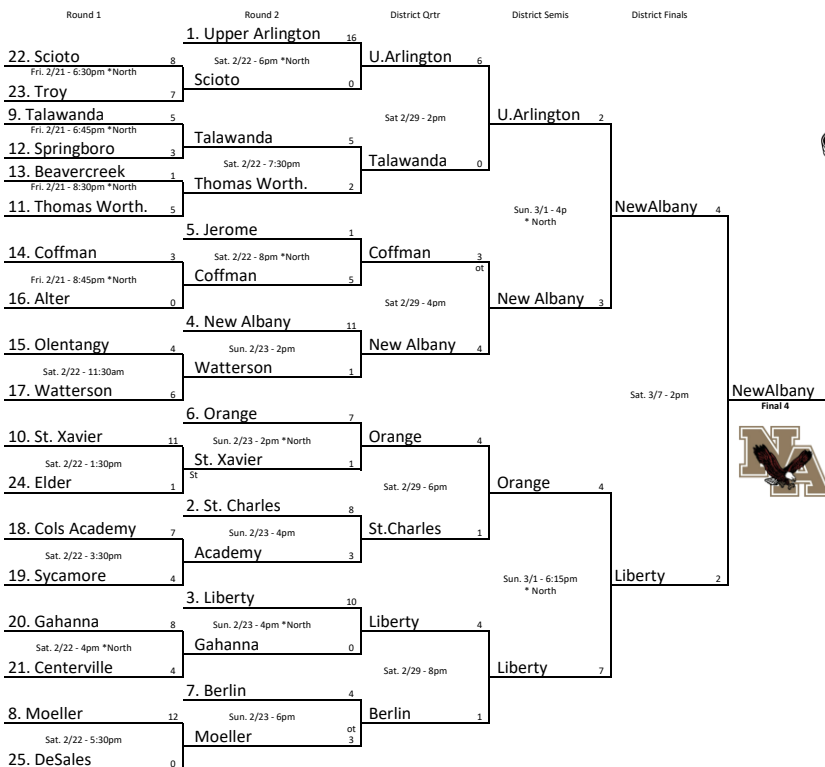 Round 1 Round 2 District Qrtr District Semis District Finals
1. Upper Arlington 16
22. Scioto 8 U.Arlington 6
Fri. 2/21 - 6:30pm *North Sat. 2/22 - 6pm *North
23. Troy 7 Scioto 0
9. Talawanda 5 Sat 2/29 - 2pm U.Arlington 2
Fri. 2/21 - 6:45pm *North
12. Springboro 3 Talawanda 5
13. Beavercreek 1 Sat. 2/22 - 7:30pm Talawanda 0
Fri. 2/21 - 8:30pm *North Thomas Worth. 2
11. Thomas Worth. 5 Sun. 3/1 - 4p NewAlbany 4
* North
5. Jerome 1
14. Coffman 3 Sat. 2/22 - 8pm *North Coffman 3
ot
Fri. 2/21 - 8:45pm *North Coffman 5
16. Alter 0 Sat 2/29 - 4pm New Albany 3
4. New Albany 11
15. Olentangy 4 Sun. 2/23 - 2pm New Albany 4
Sat. 2/22 - 11:30am Watterson 1
17. Watterson 6 Sat. 3/7 - 2pm NewAlbany
Final 4
6. Orange 7
10. St. Xavier 11 Sun. 2/23 - 2pm *North Orange 4
Sat. 2/22 - 1:30pm St. Xavier 1
St
24. Elder 1 Sat. 2/29 - 6pm Orange 4
2. St. Charles 8
18. Cols Academy 7 Sun. 2/23 - 4pm St.Charles 1
Sat. 2/22 - 3:30pm Academy 3
19. Sycamore 4 Sun. 3/1 - 6:15pm Liberty 2
* North
3. Liberty 10
20. Gahanna 8 Sun. 2/23 - 4pm *North Liberty 4
Sat. 2/22 - 4pm *North Gahanna 0
21. Centerville 4 Sat. 2/29 - 8pm Liberty 7
7. Berlin 4
8. Moeller 12 Sun. 2/23 - 6pm Berlin 1
ot
Sat. 2/22 - 5:30pm Moeller 3
25. DeSales 0
NA